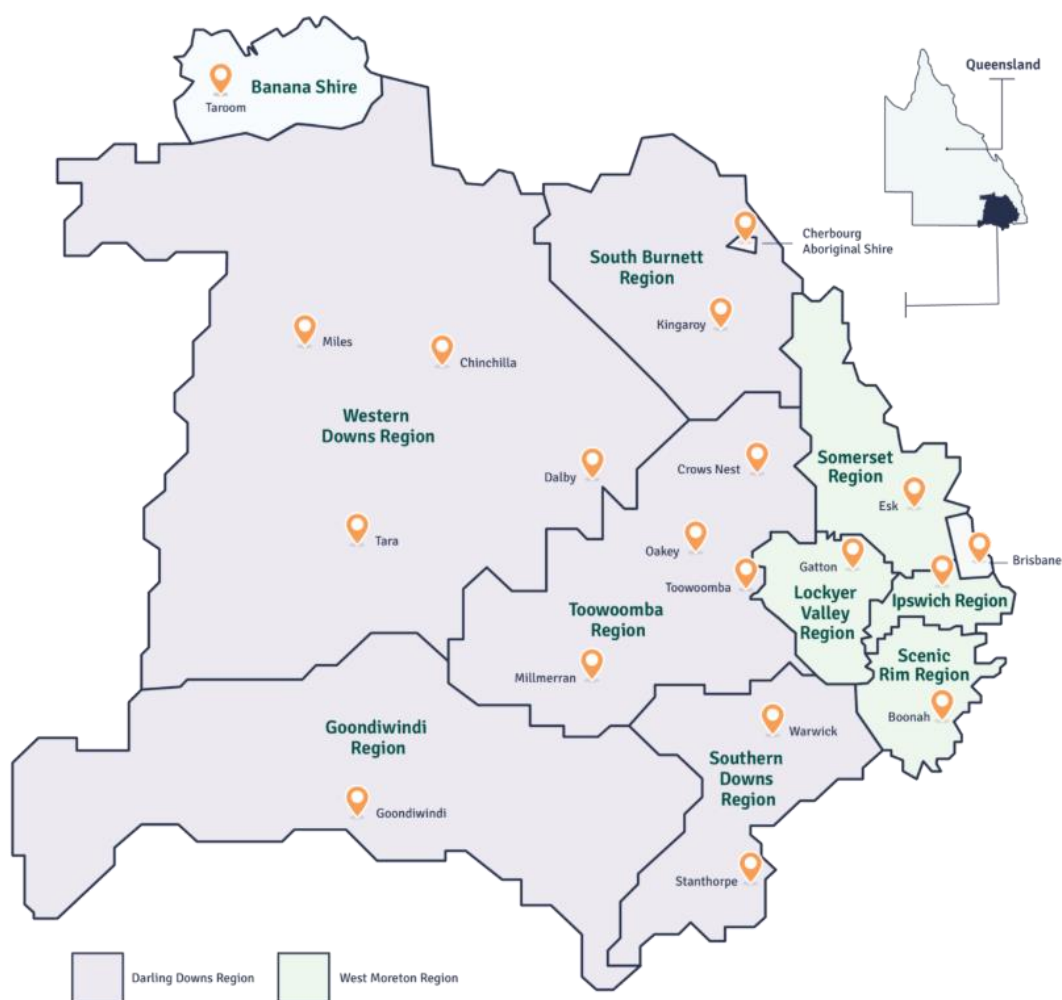 Queensland
Banana Shire
Taroom
Cherbourg
Aboriginal Shire
South Burnett
Region
Kingaroy
Miles
Chinchilla
Western
Downs Region
Dalby
Crows Nest
Somerset
Region
Esk
Tara
Oakey
Gatton
Brisbane
Toowoomba
Lockyer
Valley
Region
Ipswich Region
Toowoomba
Region
Millmerran
Scenic
Rim Region
Boonah
Goondiwindi
Region
Warwick
Southern
Downs
Region
Goondiwindi
Stanthorpe
Darling Downs Region
West Moreton Region